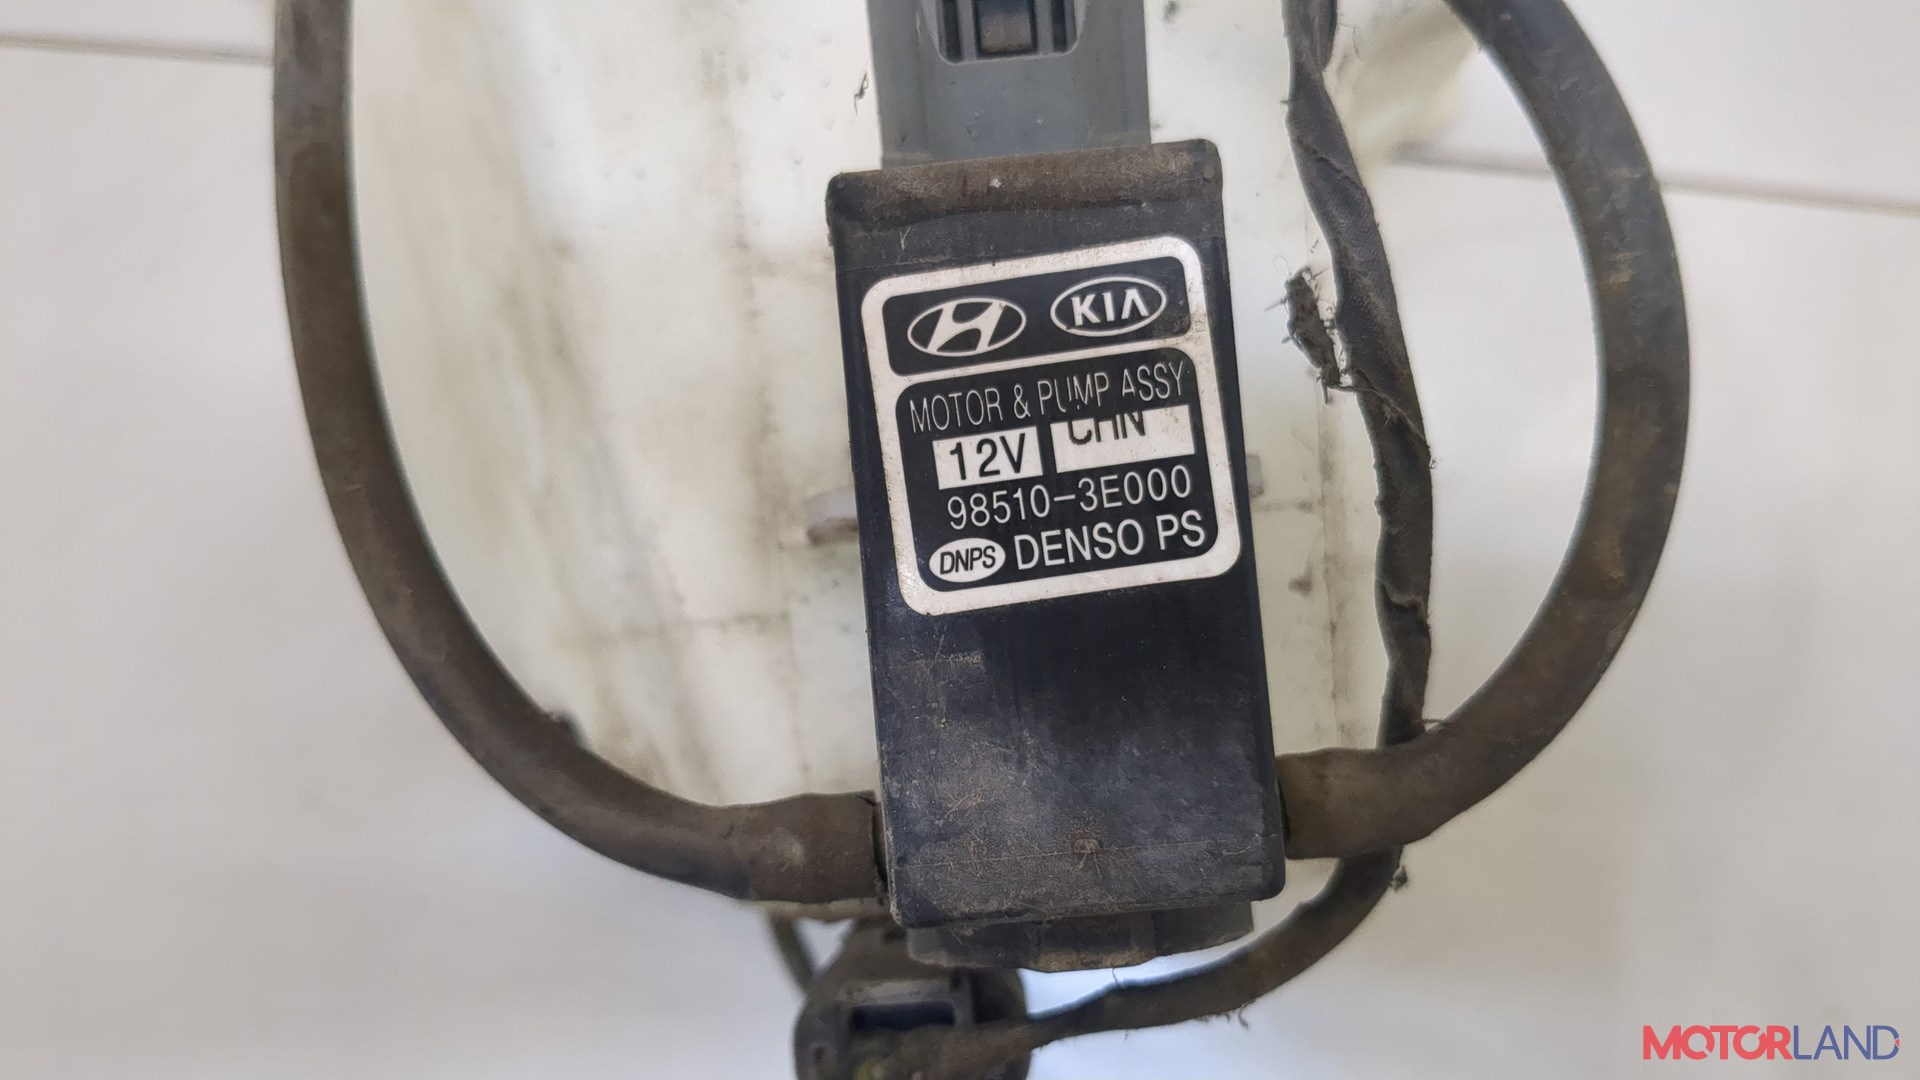 KIA
MOTOR & PUMP ASSY
12V CHN
98510-3E000
DNPS DENSO PS
MOTORLAND